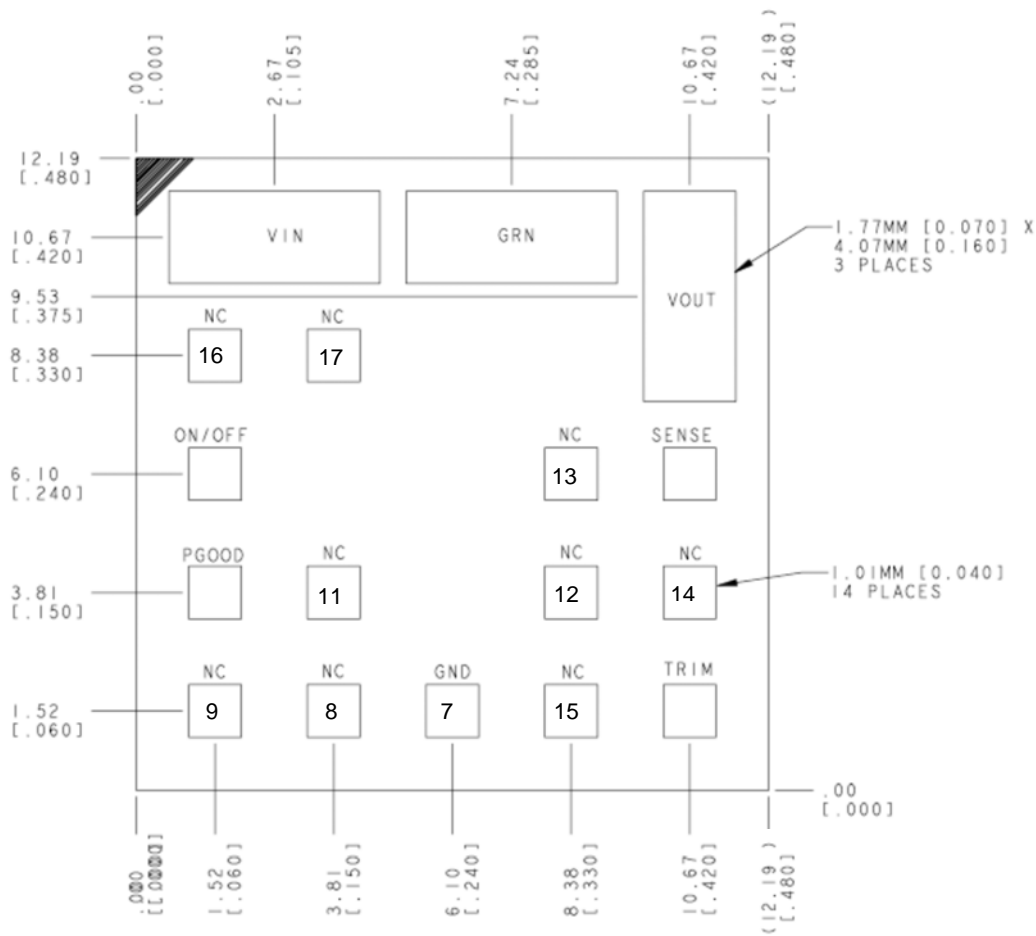 .00
[.000]
2.67
[.105]
7.24
[.285]
10.67
[.420]
(12.19 )
[.480]
12.19
[.480]
10.67
[.420]
VIN
GRN
1.77MM [0.070] X
4.07MM [0.160]
3 PLACES
9.53
[.375]
VOUT
NC
NC
8.38
[.330]
16
17
ON/OFF
NC
SENSE
6.10
[.240]
13
PGOOD
NC
NC
NC
3.81
[.150]
11
12
14
1.01MM [0.040]
14 PLACES
NC
NC
GND
NC
TRIM
1.52
[.060]
9
8
7
15
.00
[.000]
1.52
[.060]
3.81
[.150]
6.10
[.240]
8.38
[.330]
10.67
[.420]
(12.19 )
[.480]